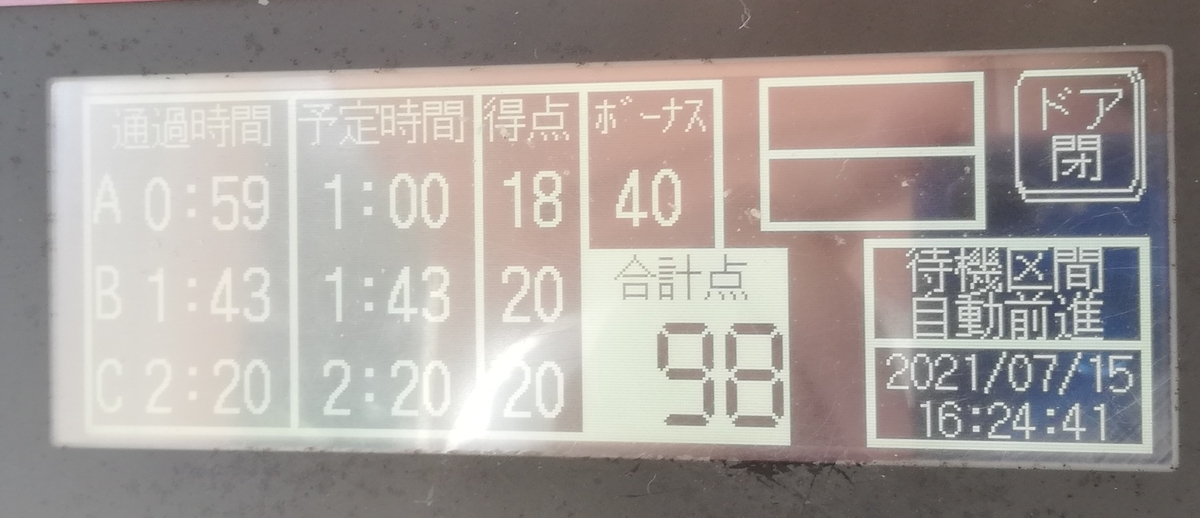 通過時間 予定時間 得点 ボーナス
A 0:59 1:00 18 40
B 1:43 1:43 20
C 2:20 2:20 20
合計点
98
ドア
閉
待機区間
自動前進
2021/07/15
16:24:41